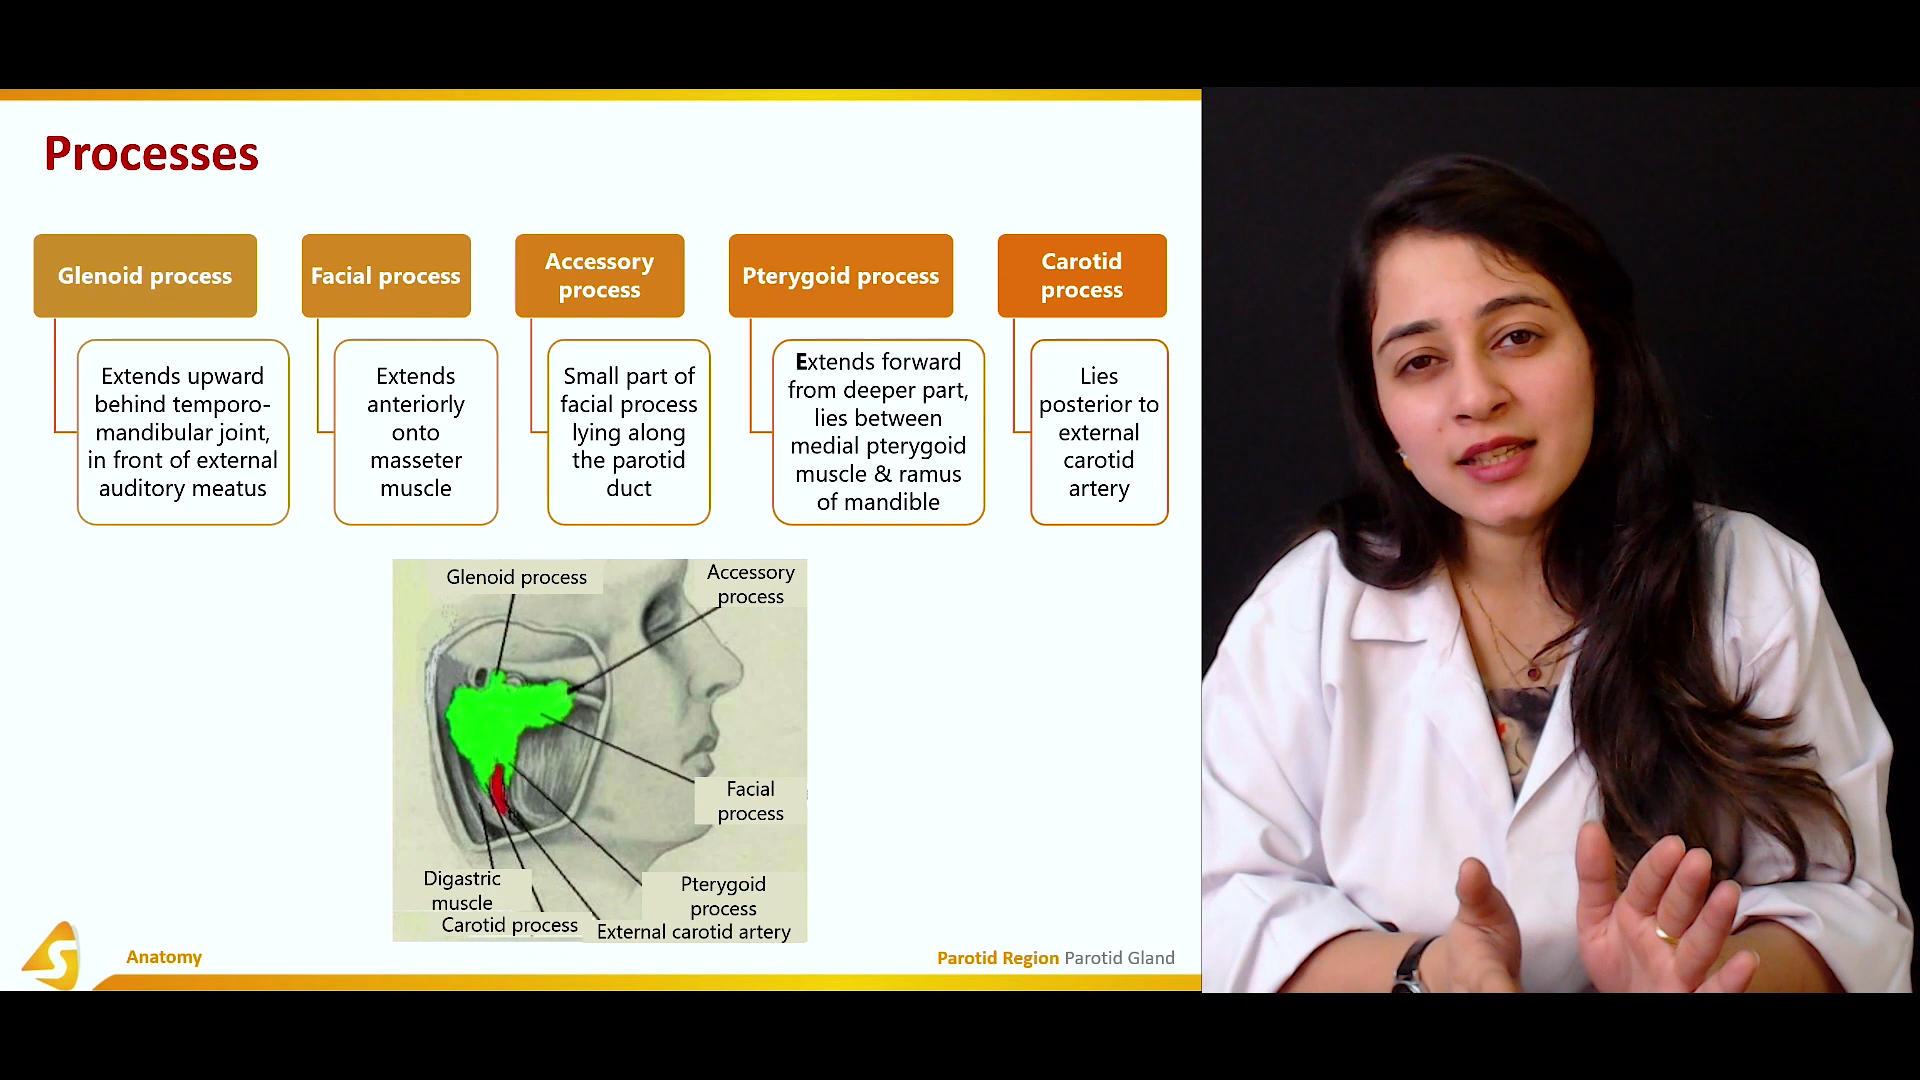 Processes
Glenoid process
Extends upward
behind temporo-
mandibular joint,
in front of external
auditory meatus
Facial process
Extends
anteriorly
onto
masseter
muscle
Accessory
process
Small part of
facial process
lying along
the parotid
duct
Pterygoid process
Extends forward
from deeper part,
lies between
medial pterygoid
muscle & ramus
of mandible
Carotid
process
Lies
posterior to
external
carotid
artery
Glenoid process
Accessory
process
Facial
process
Digastric
muscle
Carotid process
Pterygoid
process
External carotid artery
S
Anatomy
Parotid Region Parotid Gland